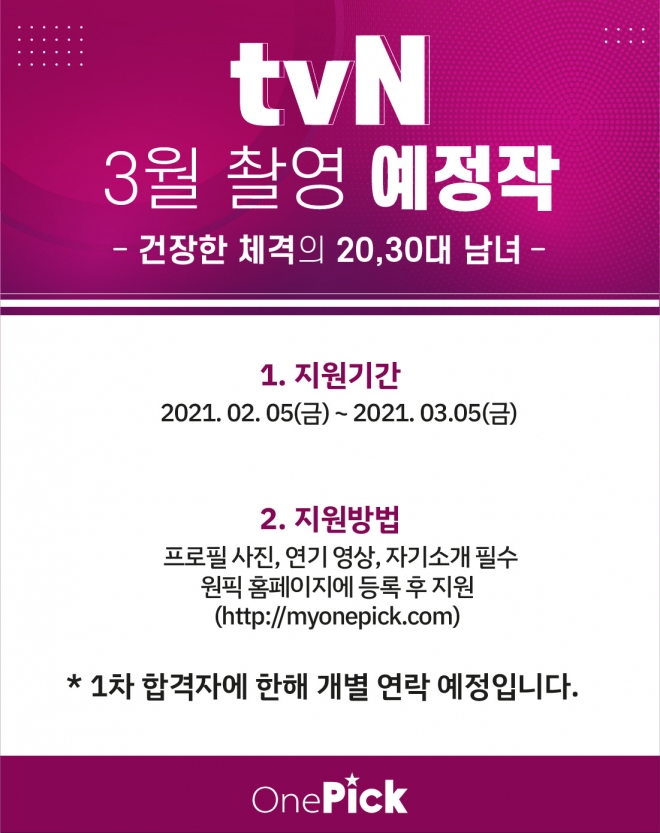 tvN
3월 촬영 예정작
- 건장한 체격의 20,30대 남녀 -
1. 지원기간
2021. 02. 05(금) ~ 2021. 03.05(금)
2. 지원방법
프로필 사진, 연기 영상, 자기소개 필수
원픽 홈페이지에 등록 후 지원
(http://myonepick.com)
* 1차 합격자에 한해 개별 연락 예정입니다.
OnePick